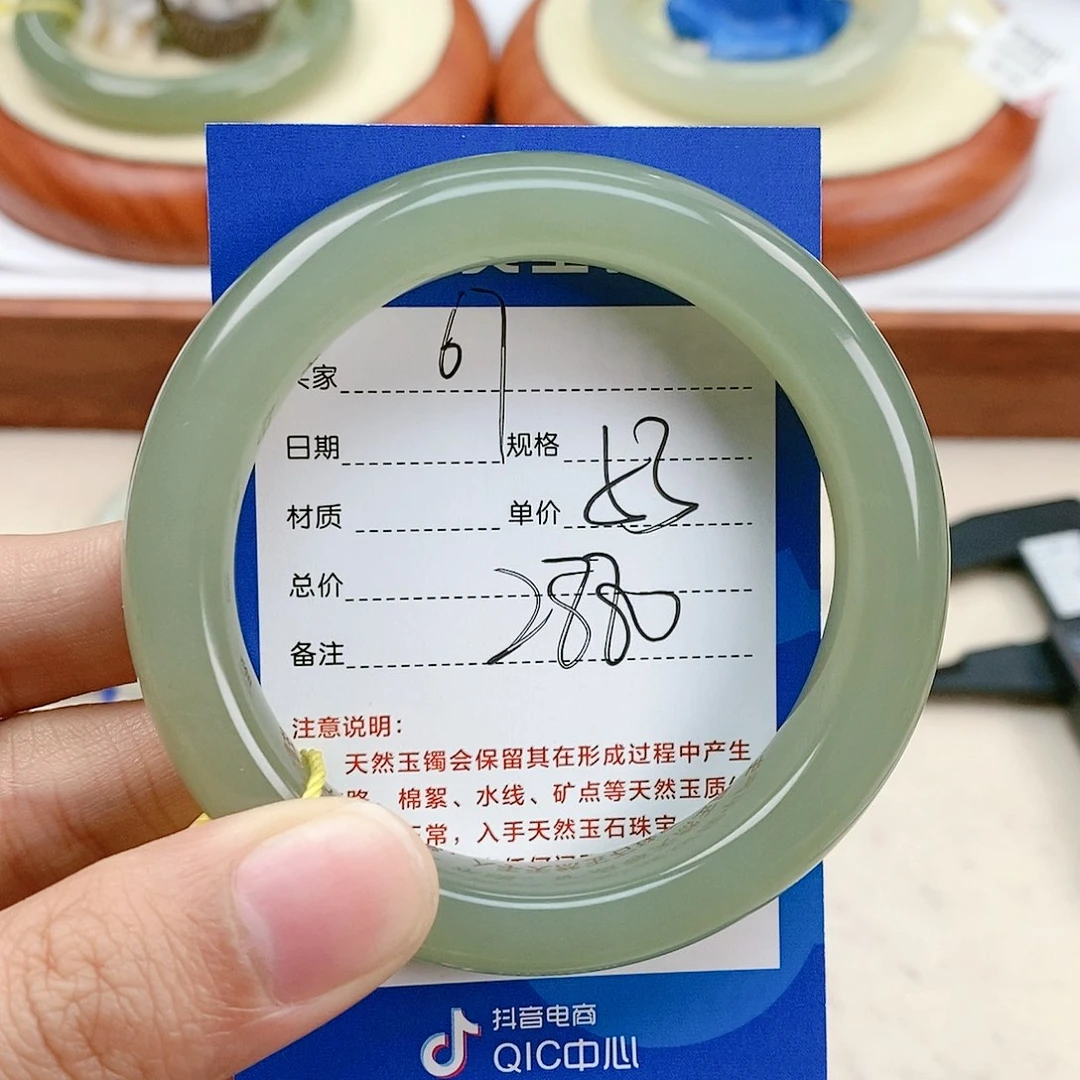 67
家
日期 规格
材质 单价
总价 2880
备注
注意说明:
天然玉镯会保留其在形成过程中产生
棉絮、水线、矿点等天然玉质
常，入手天然玉石珠宝
抖音电商
QIC中心